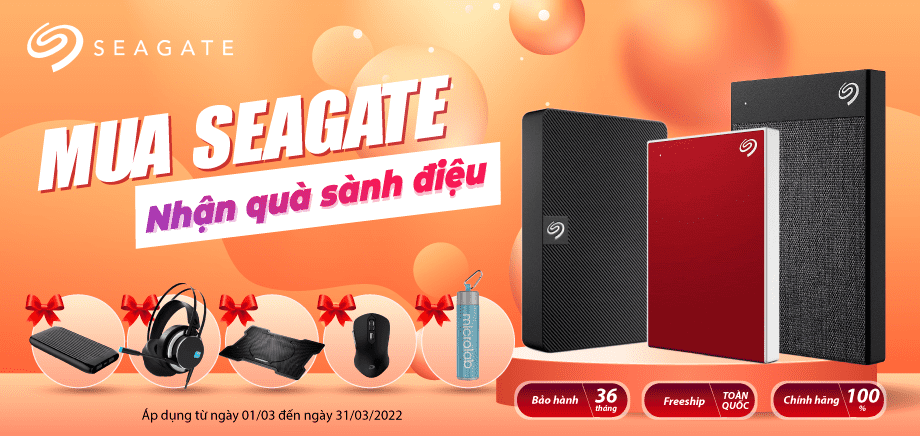 SEAGATE
MUA SEAGATE
Nhận quà sành điệu
microlab
Áp dụng từ ngày 01/03 đến ngày 31/03/2022
Bảo hành 36 tháng
Freeship TOÀN QUỐC
Chính hãng 100 %